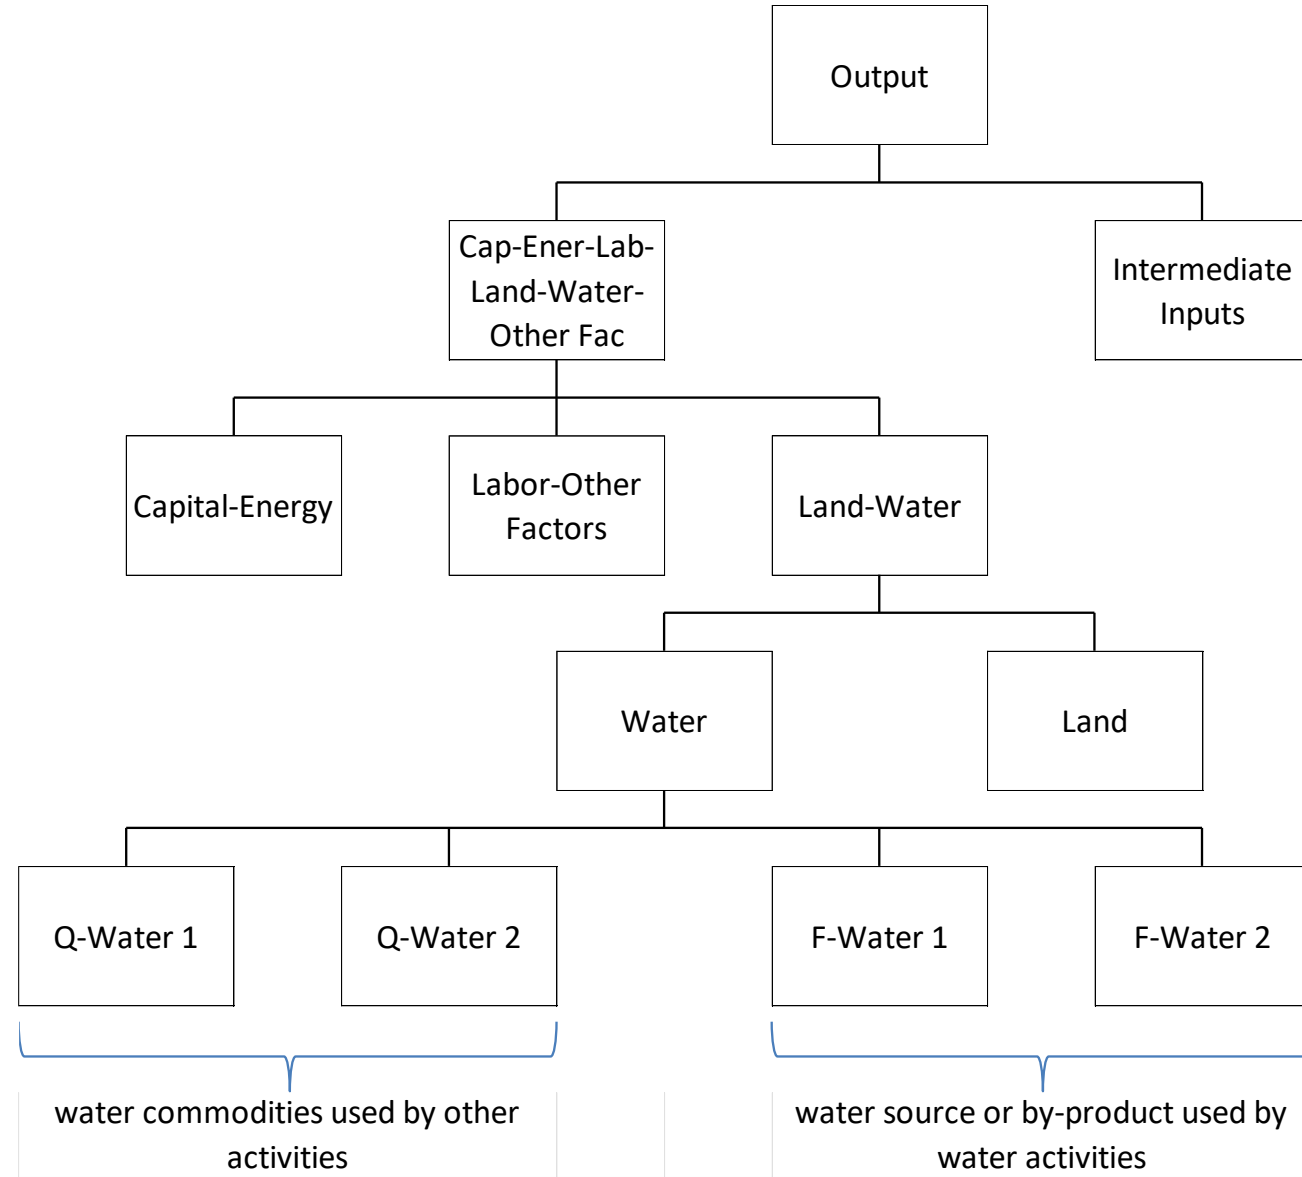 Output
Cap-Ener-Lab-
Land-Water-
Other Fac
Intermediate
Inputs
Capital-Energy
Labor-Other
Factors
Land-Water
Water
Land
Q-Water 1
Q-Water 2
F-Water 1
F-Water 2
water commodities used by other
activities
water source or by-product used by
water activities